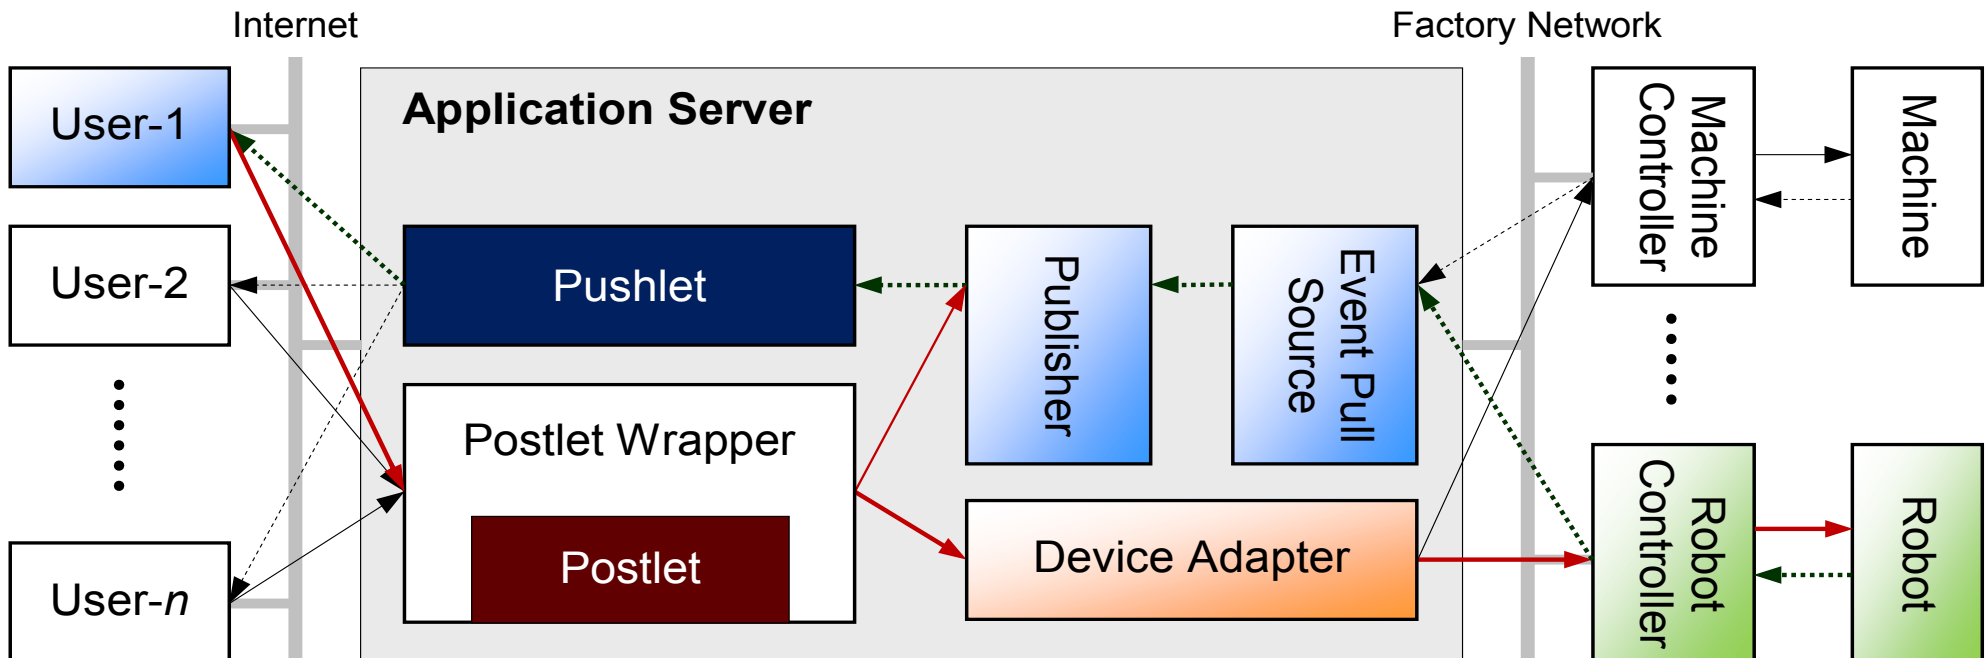 Internet
Factory Network
User-1
Application Server
Machine
Controller
Machine
User-2
Pushlet
Publisher
Event Pull
Source
Postlet Wrapper
Postlet
Device Adapter
Robot
Controller
Robot
User-n